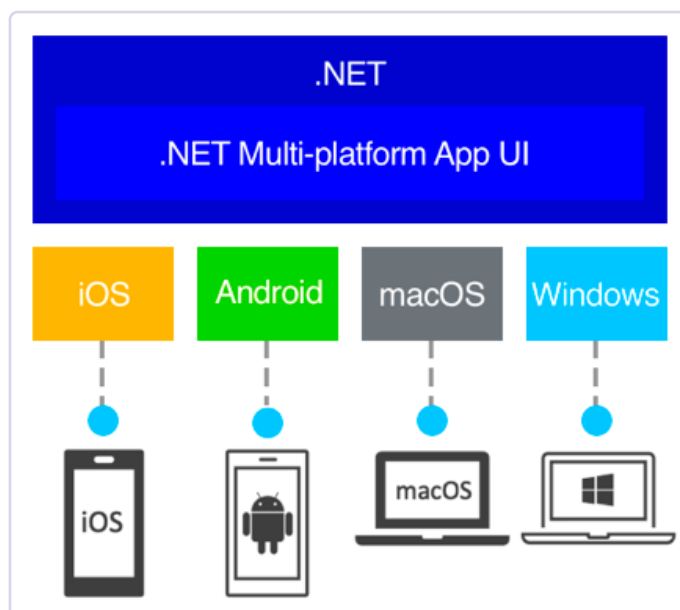 .NET
.NET Multi-platform App UI
iOS
Android
macOS
Windows
iOS
macOS